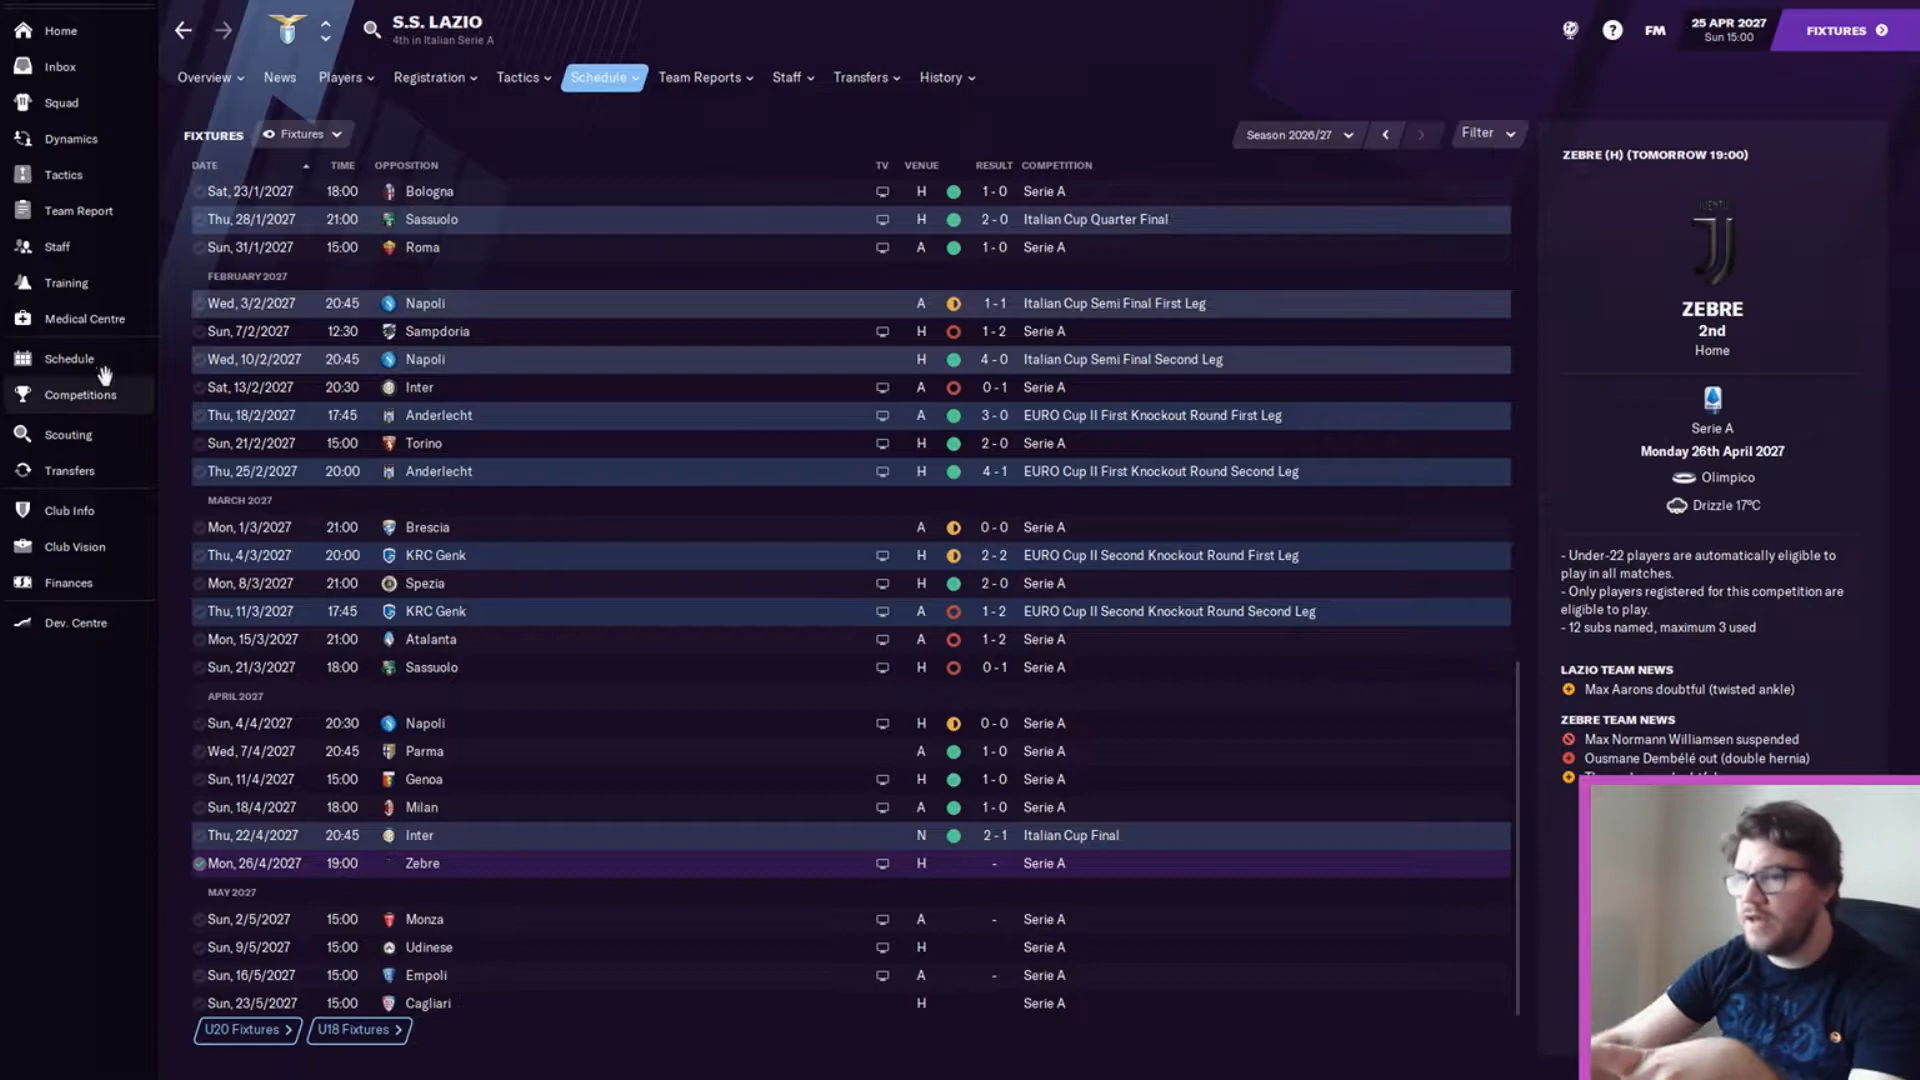 Home
Inbox
Squad
Dynamics
Tactics
Team Report
Staff
Training
Medical Centre
Schedule
Competitions
Scouting
Transfers
Club Info
Club Vision
Finances
Dev. Centre
S.S. LAZIO
4th in Italian Serie A
FM
25 APR 2027
Sun 15:00
FIXTURES
Overview News Players Registration Tactics Schedule Team Reports Staff Transfers History
FIXTURES Fixtures Season 2026/27 Filter
DATE TIME OPPOSITION TV VENUE RESULT COMPETITION
Sat, 23/1/2027 18:00 Bologna H 1 - 0 Serie A
Thu, 28/1/2027 21:00 Sassuolo H 2 - 0 Italian Cup Quarter Final
Sun, 31/1/2027 15:00 Roma A 1 - 0 Serie A
FEBRUARY 2027
Wed, 3/2/2027 20:45 Napoli A 1 - 1 Italian Cup Semi Final First Leg
Sun, 7/2/2027 12:30 Sampdoria H 1 - 2 Serie A
Wed, 10/2/2027 20:45 Napoli H 4 - 0 Italian Cup Semi Final Second Leg
Sat, 13/2/2027 20:30 Inter A 0 - 1 Serie A
Thu, 18/2/2027 17:45 Anderlecht A 3 - 0 EURO Cup II First Knockout Round First Leg
Sun, 21/2/2027 15:00 Torino H 2 - 0 Serie A
Thu, 25/2/2027 20:00 Anderlecht H 4 - 1 EURO Cup II First Knockout Round Second Leg
MARCH 2027
Mon, 1/3/2027 21:00 Brescia A 0 - 0 Serie A
Thu, 4/3/2027 20:00 KRC Genk H 2 - 2 EURO Cup II Second Knockout Round First Leg
Mon, 8/3/2027 21:00 Spezia H 2 - 0 Serie A
Thu, 11/3/2027 17:45 KRC Genk A 1 - 2 EURO Cup II Second Knockout Round Second Leg
Mon, 15/3/2027 21:00 Atalanta A 1 - 2 Serie A
Sun, 21/3/2027 18:00 Sassuolo H 0 - 1 Serie A
APRIL 2027
Sun, 4/4/2027 20:30 Napoli H 0 - 0 Serie A
Wed, 7/4/2027 20:45 Parma A 1 - 0 Serie A
Sun, 11/4/2027 15:00 Genoa H 1 - 0 Serie A
Sun, 18/4/2027 18:00 Milan A 1 - 0 Serie A
Thu, 22/4/2027 20:45 Inter N 2 - 1 Italian Cup Final
Mon, 26/4/2027 19:00 Zebre H - Serie A
MAY 2027
Sun, 2/5/2027 15:00 Monza A - Serie A
Sun, 9/5/2027 15:00 Udinese H Serie A
Sun, 16/5/2027 15:00 Empoli A - Serie A
Sun, 23/5/2027 15:00 Cagliari H Serie A
U20 Fixtures U18 Fixtures
ZEBRE (H) (TOMORROW 19:00)
ZEBRE
2nd
Home
Serie A
Monday 26th April 2027
Olimpico
Drizzle 17ºC
- Under-22 players are automatically eligible to
play in all matches.
- Only players registered for this competition are
eligible to play.
- 12 subs named, maximum 3 used
LAZIO TEAM NEWS
Max Aarons doubtful (twisted ankle)
ZEBRE TEAM NEWS
Max Normann Williamsen suspended
Ousmane Dembélé out (double hernia)